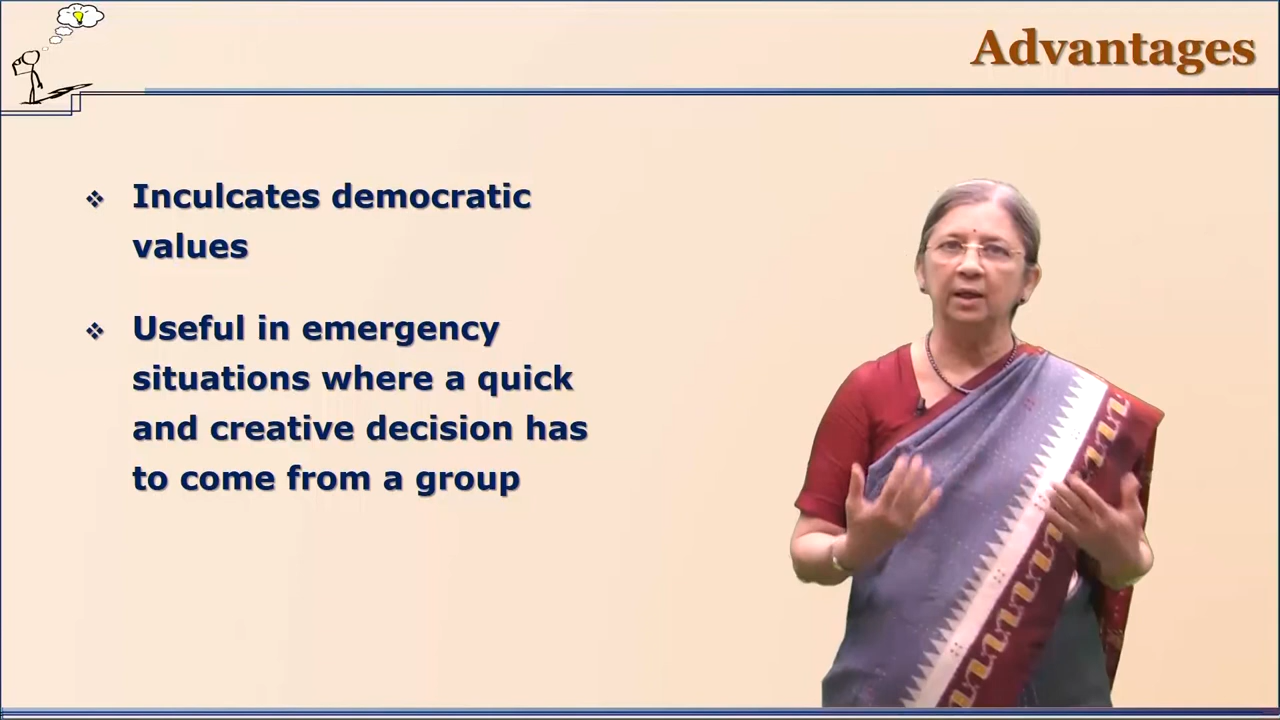 Advantages
❖ Inculcates democratic
values
❖ Useful in emergency
situations where a quick
and creative decision has
to come from a group